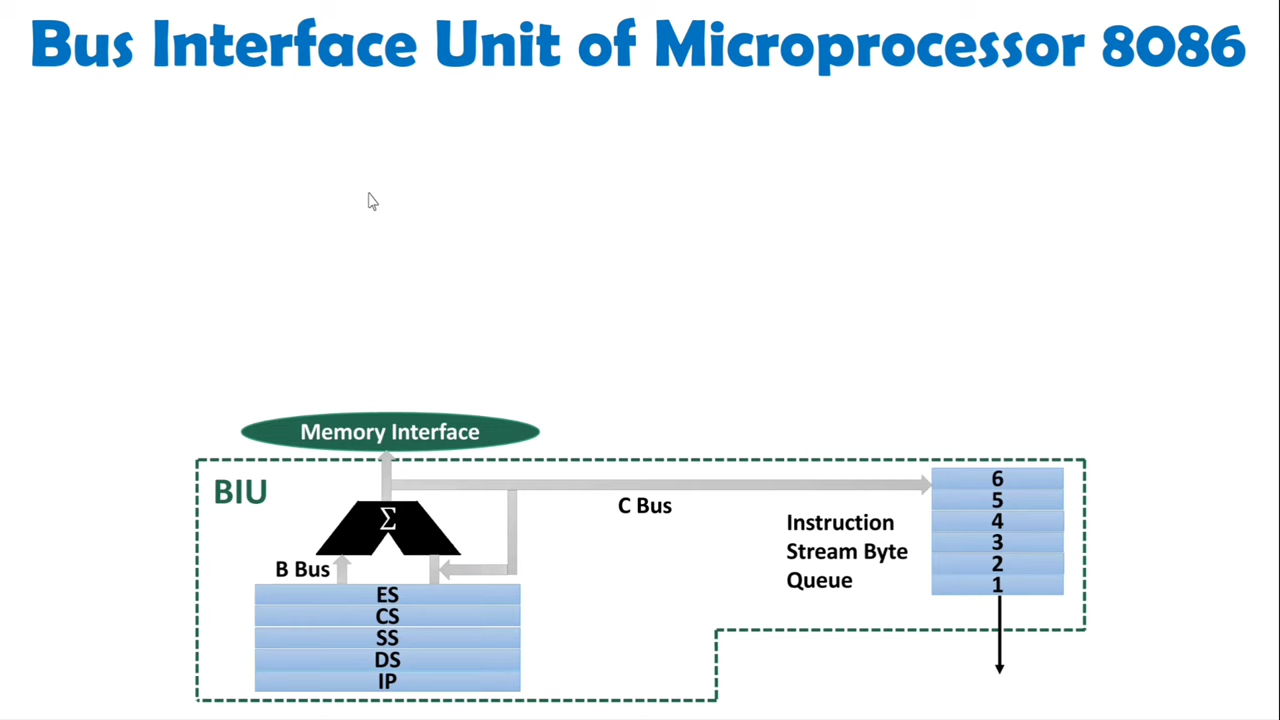 Bus Interface Unit of Microprocessor 8086
Memory Interface
BIU
Σ
B Bus
C Bus
Instruction
Stream Byte
Queue
6
5
4
3
2
1
ES
CS
SS
DS
IP